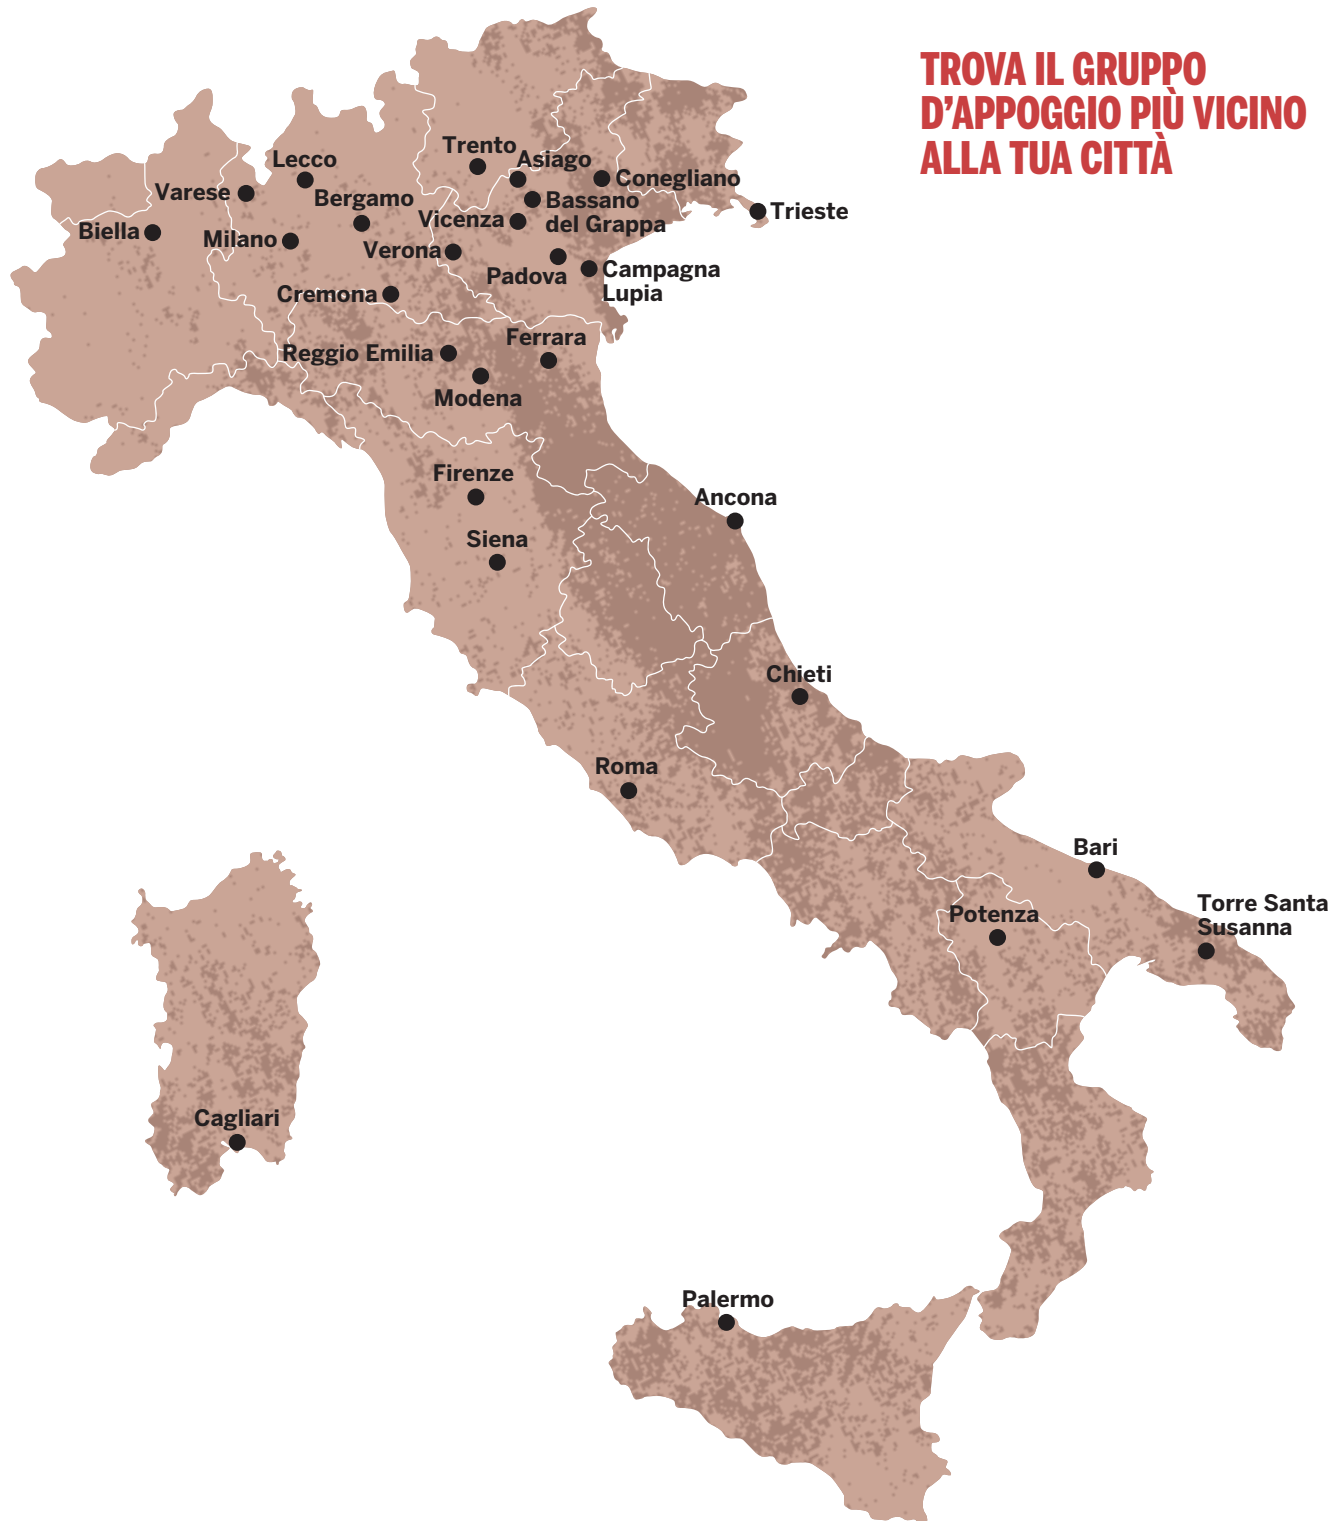 TROVA IL GRUPPO
D'APPOGGIO PIÙ VICINO
ALLA TUA CITTÀ
Trento
Asiago
Lecco
Conegliano
Varese
Bergamo
Bassano
del Grappa
Trieste
Vicenza
Biella
Milano
Verona
Padova
Campagna
Lupia
Cremona
Ferrara
Reggio Emilia
Modena
Firenze
Ancona
Siena
Chieti
Roma
Bari
Torre Santa
Susanna
Potenza
Cagliari
Palermo